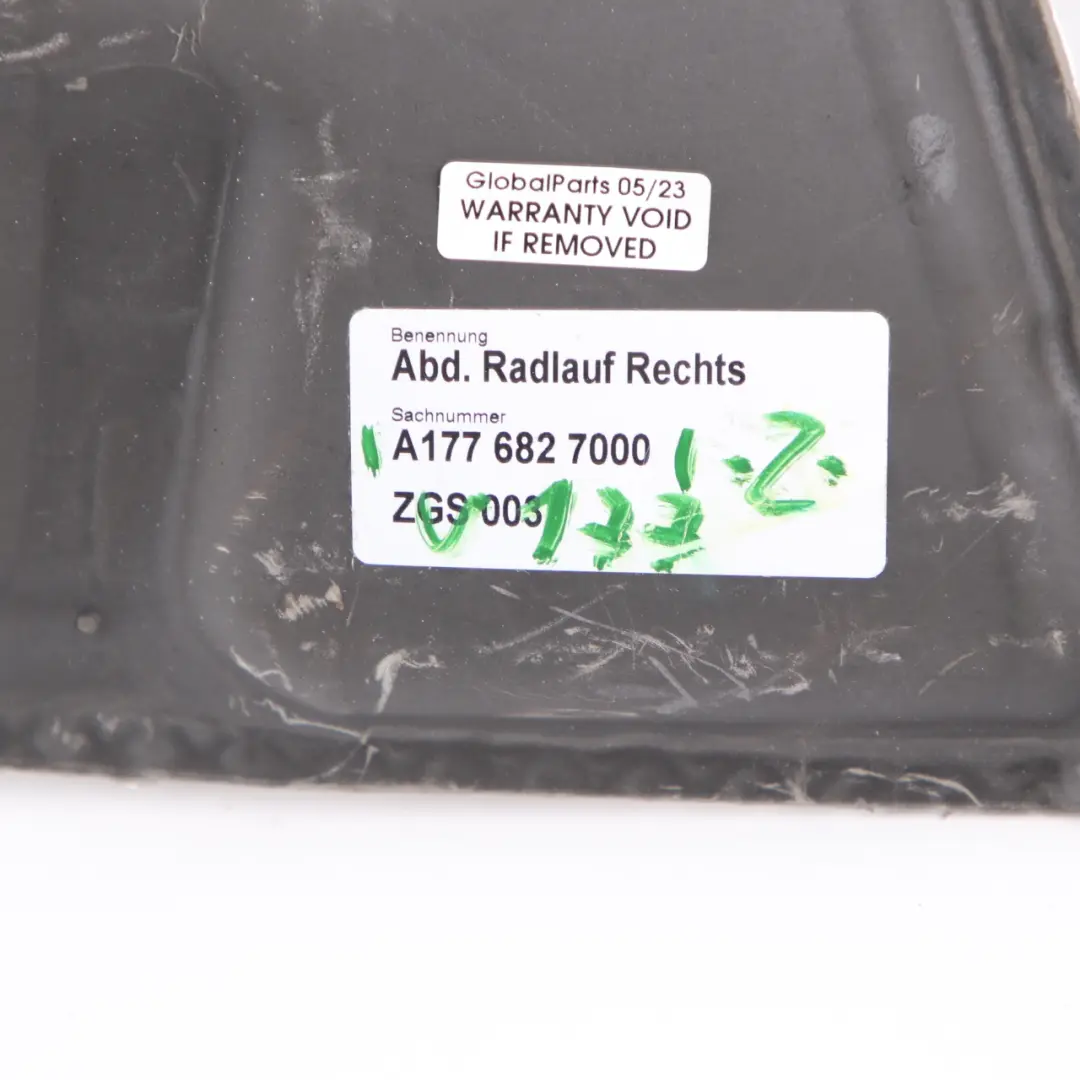 GlobalParts 05/23
WARRANTY VOID
IF REMOVED
Benennung
Abd. Radlauf Rechts
Sachnummer
A177 682 7000
ZGS 003